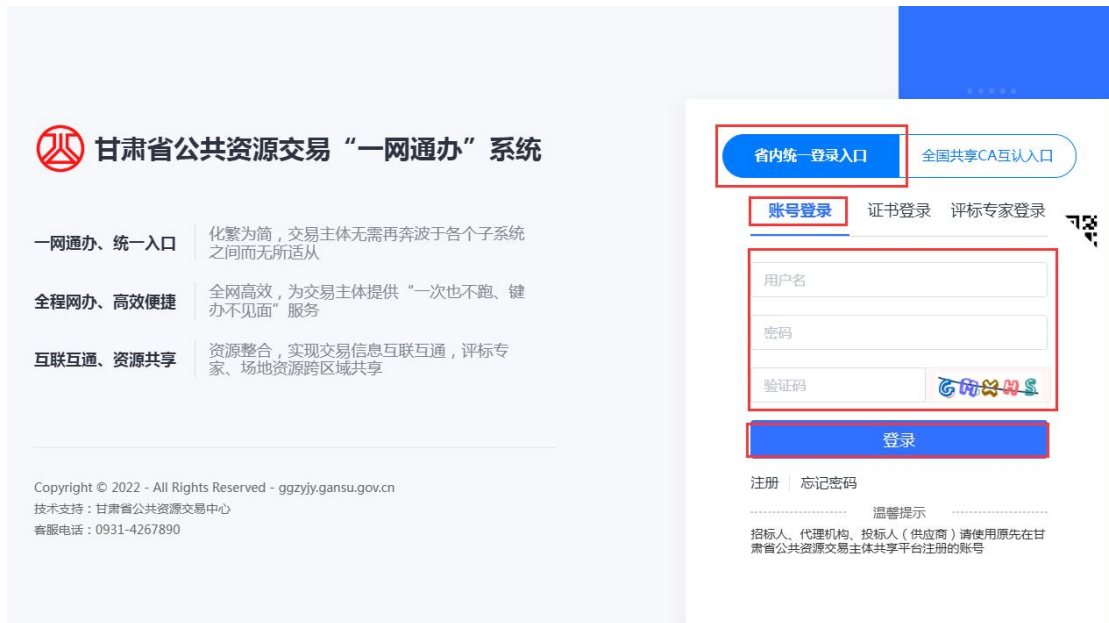 甘肃省公共资源交易“一网通办”系统
一网通办、统一入口
化繁为简，交易主体无需再奔波于各个子系统
之间而无所适从
全程网办、高效便捷
全网高效，为交易主体提供“一次也不跑、键
办不见面”服务
互联互通、资源共享
资源整合，实现交易信息互联互通，评标专
家、场地资源跨区域共享
Copyright © 2022 - All Rights Reserved - ggzyjy.gansu.gov.cn
技术支持：甘肃省公共资源交易中心
客服电话：0931-4267890
省内统一登录入口
全国共享CA互认入口
账号登录 证书登录 评标专家登录
用户名
密码
验证码
登录
注册 忘记密码
温馨提示
招标人、代理机构、投标人（供应商）请使用原先在甘
肃省公共资源交易主体共享平台注册的账号